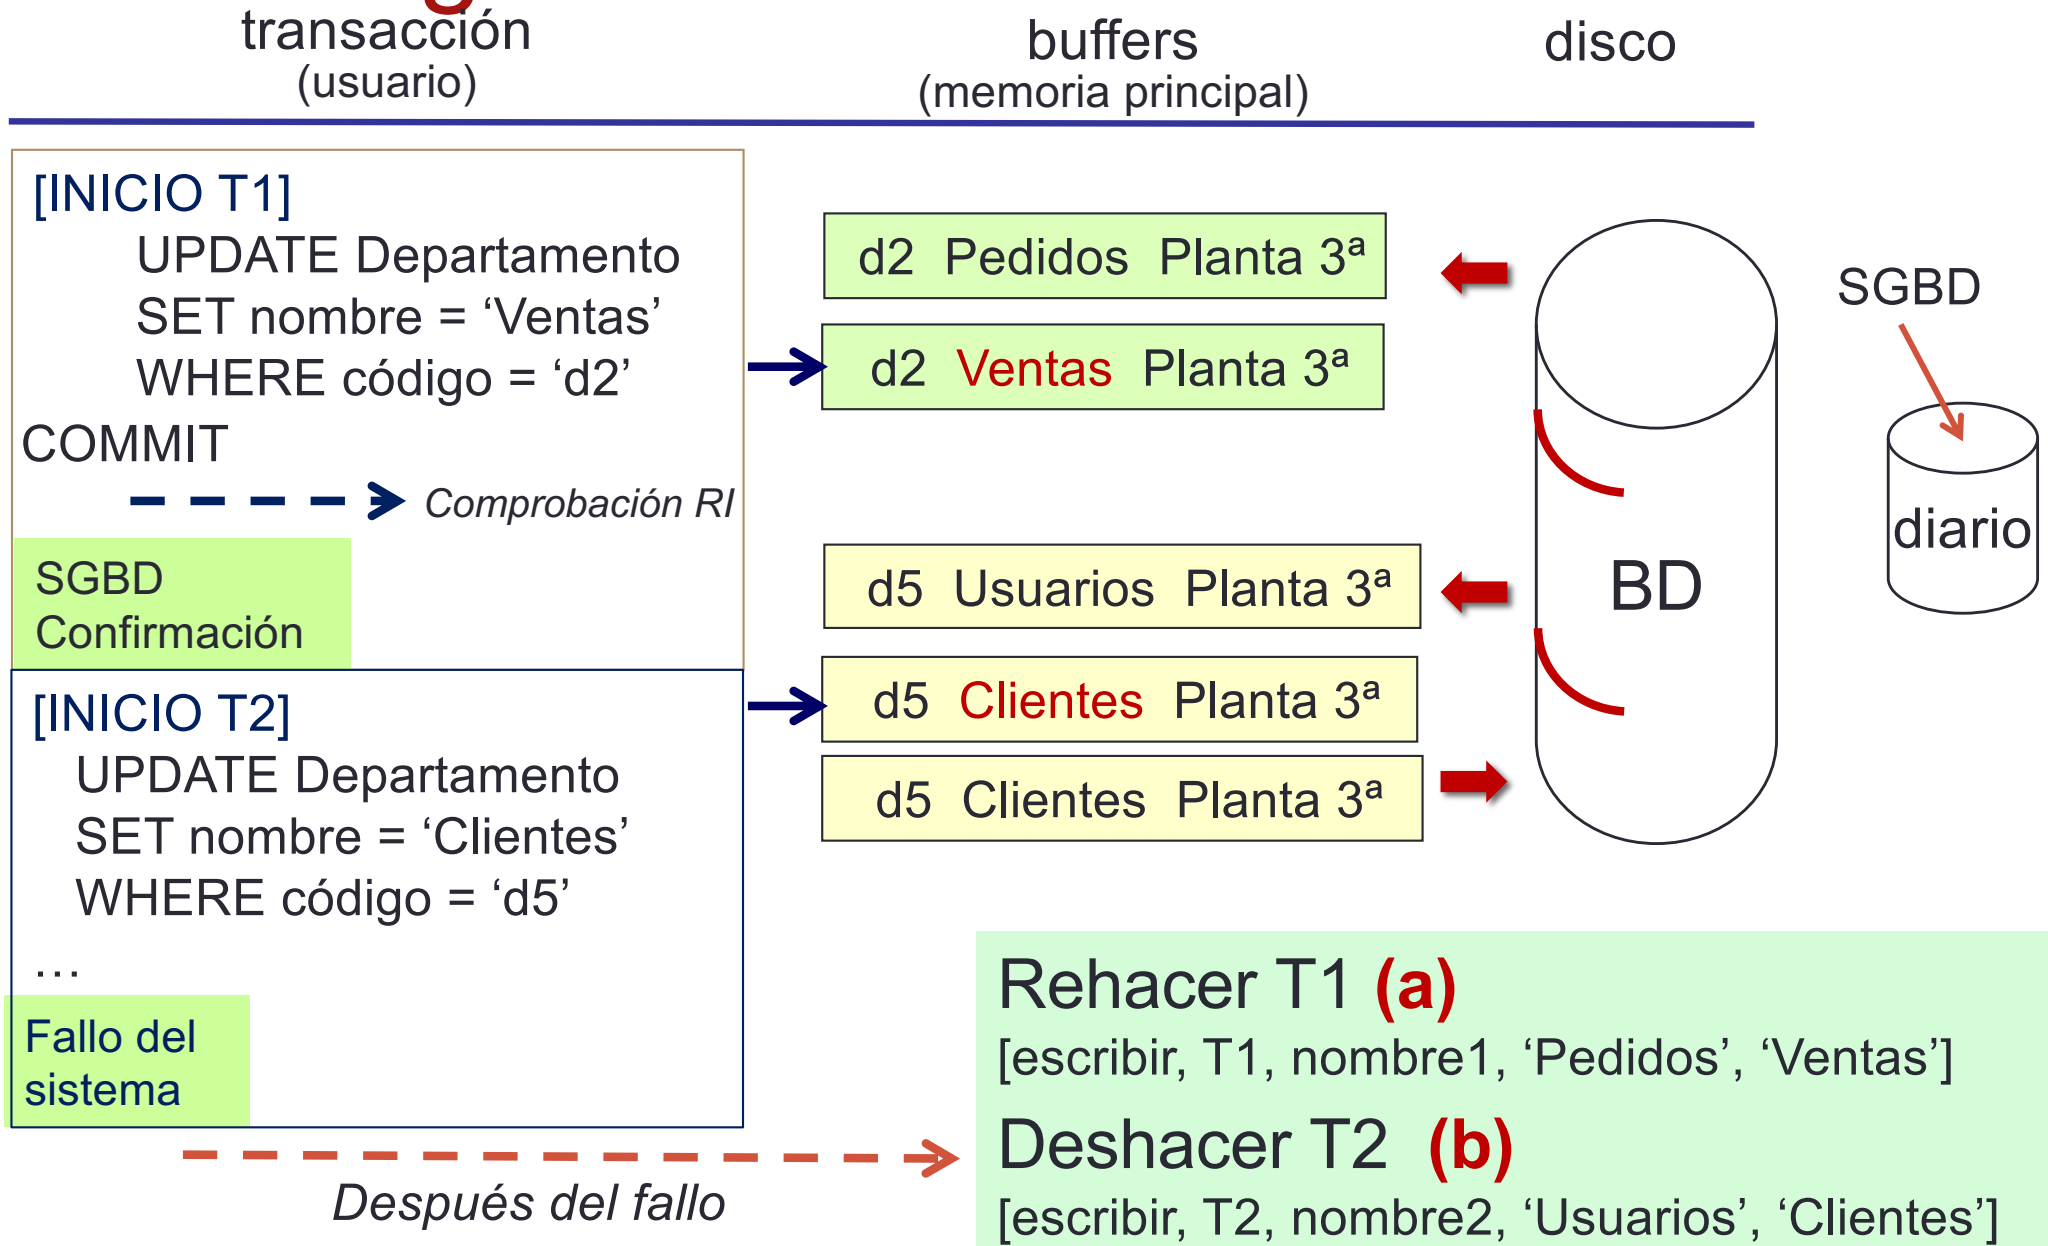 transacción
(usuario)
buffers
(memoria principal)
disco
[INICIO T1]
UPDATE Departamento
SET nombre = ‘Ventas’
WHERE código = ‘d2’
COMMIT
Comprobación RI
SGBD
Confirmación
[INICIO T2]
UPDATE Departamento
SET nombre = ‘Clientes’
WHERE código = ‘d5’
…
Fallo del
sistema
Después del fallo
d2 Pedidos Planta 3ª
d2 Ventas Planta 3ª
d5 Usuarios Planta 3ª
d5 Clientes Planta 3ª
d5 Clientes Planta 3ª
BD
SGBD
diario
Rehacer T1 (a)
[escribir, T1, nombre1, ‘Pedidos’, ‘Ventas’]
Deshacer T2 (b)
[escribir, T2, nombre2, ‘Usuarios’, ‘Clientes’]